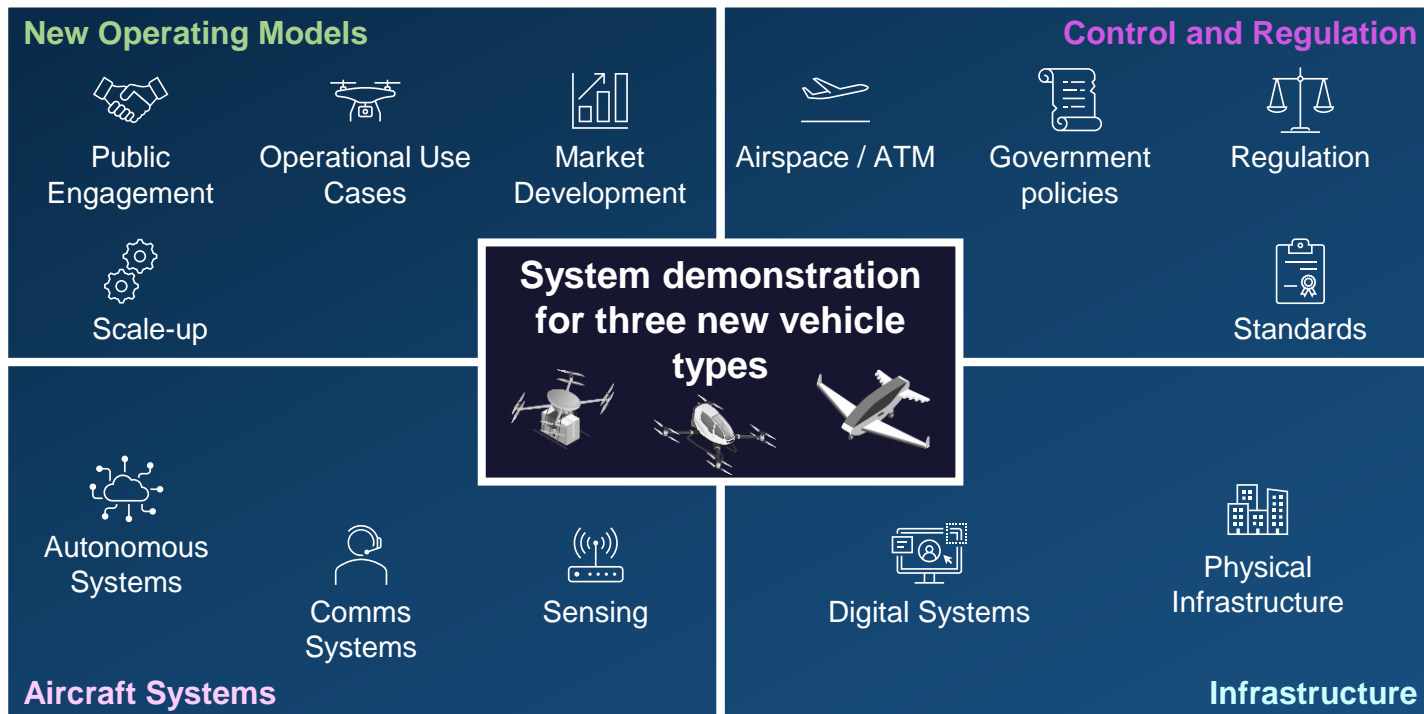 New Operating Models
Public
Engagement
Operational Use
Cases
Market
Development
Scale-up
Control and Regulation
Airspace / ATM
Government
policies
Regulation
Standards
System demonstration
for three new vehicle
types
Autonomous
Systems
Comms
Systems
Sensing
Aircraft Systems
Digital Systems
Physical
Infrastructure
Infrastructure